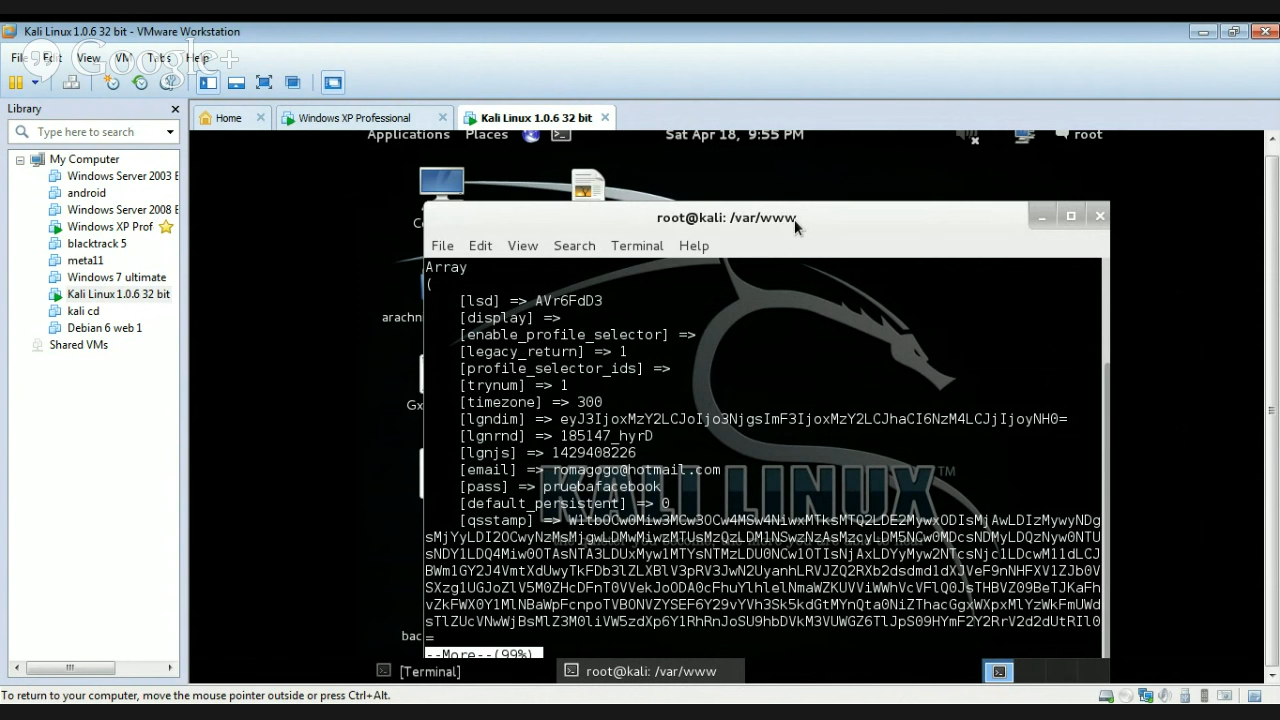 Kali Linux 1.0.6 32 bit - VMware Workstation
File Edit View VM Tabs Help
Google+
Library
Type here to search
My Computer
Windows Server 2003 E
android
Windows Server 2008 E
Windows XP Prof
blacktrack 5
meta11
Windows 7 ultimate
Kali Linux 1.0.6 32 bit
kali cd
Debian 6 web 1
Shared VMs
Home
Windows XP Professional
Kali Linux 1.0.6 32 bit
Applications Places Sat Apr 18, 9:55 PM root
root@kali: /var/www
File Edit View Search Terminal Help
arachn
Gx
bac
Array
(
[lsd] => AVr6FdD3
[display] =>
[enable_profile_selector] =>
[legacy_return] => 1
[profile_selector_ids] =>
[trynum] => 1
[timezone] => 300
[lgndim] => eyJ3IjoxMzY2LCJoIjo3NjgsImF3IjoxMzY2LCJhaCI6NzM4LCJjIjoyNH0=
[lgnrnd] => 185147_hyrD
[lgnjs] => 1429408226
[email] => romagogo@hotmail.com
[pass] => pruebafacebook
[default_persistent] => 0
[qsstamp] =>
=
--More--(99%)
KALI LINUX
TM
[Terminal]
root@kali: /var/www
To return to your computer, move the mouse pointer outside or press Ctrl+Alt.